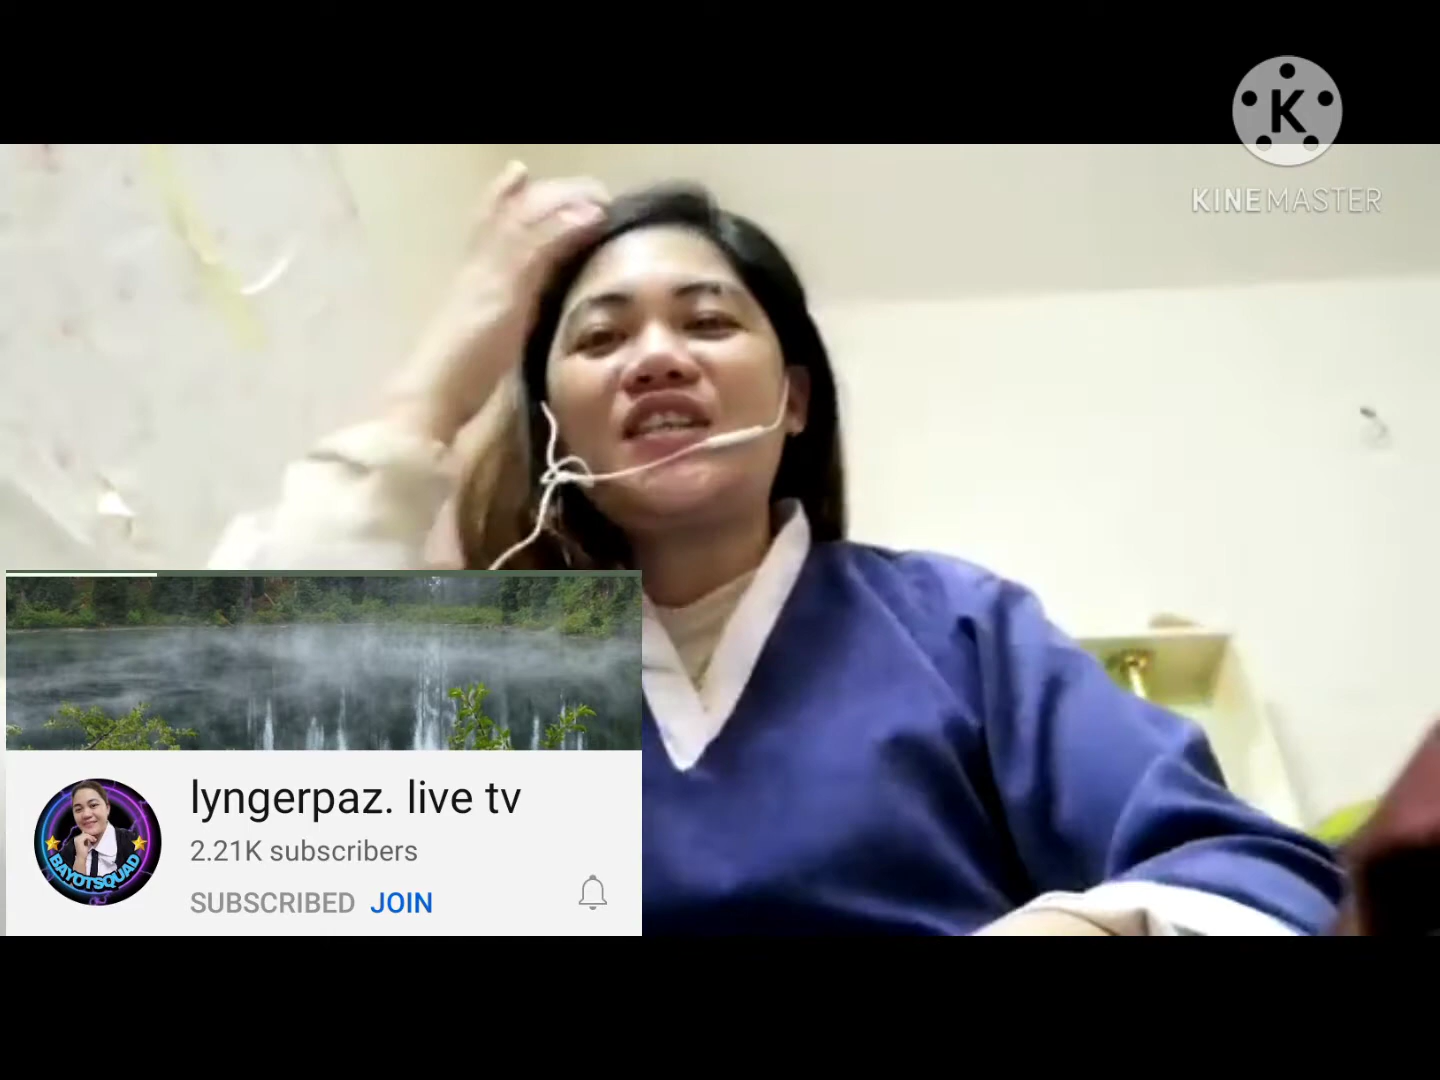 K
KINEMASTER
lyngerpaz. live tv
2.21K subscribers
SUBSCRIBED JOIN
BAYOTSQUAD